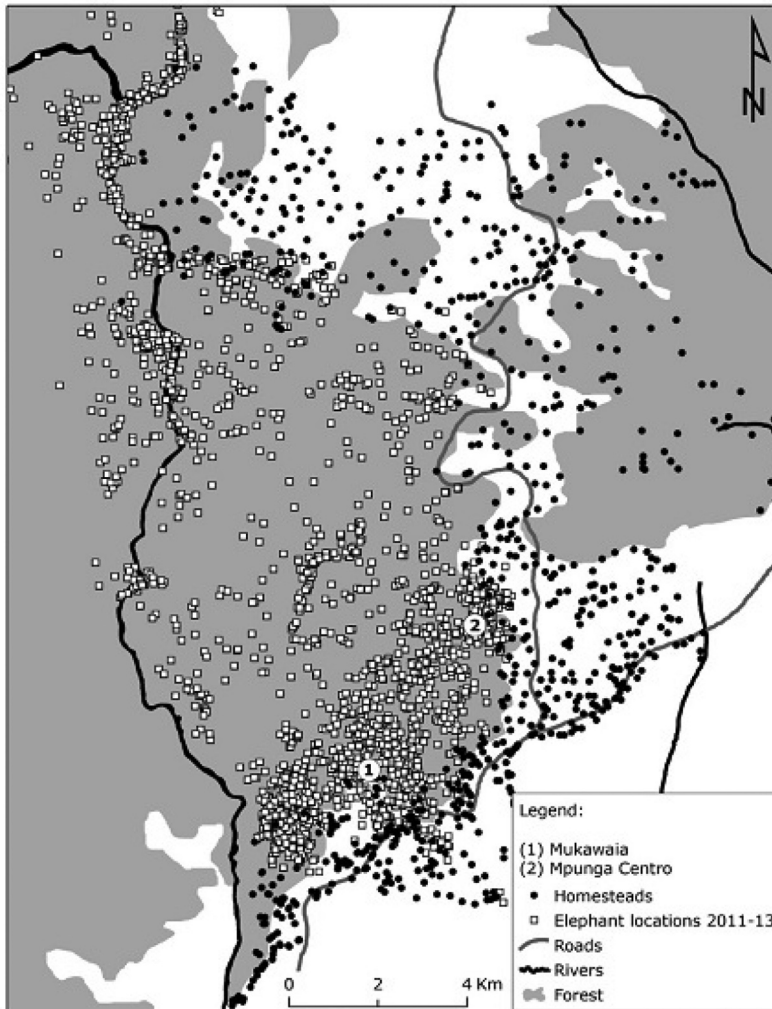 N
2
1
Legend:
(1) Mukawaia
(2) Mpunga Centro
Homesteads
Elephant locations 2011-13
Roads
Rivers
Forest
0 2 4 Km